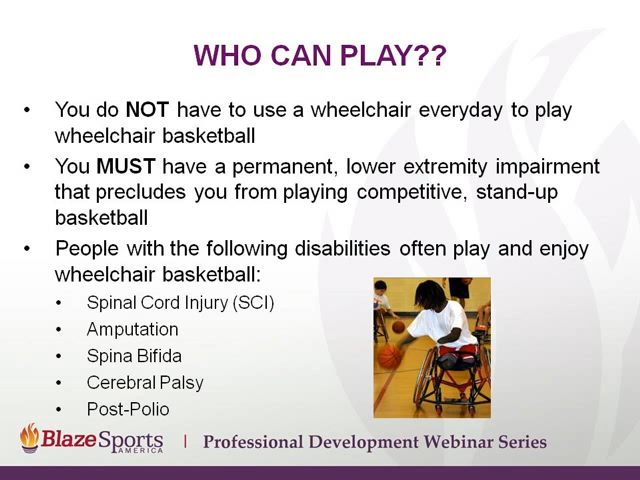 WHO CAN PLAY??
• You do NOT have to use a wheelchair everyday to play
wheelchair basketball
• You MUST have a permanent, lower extremity impairment
that precludes you from playing competitive, stand-up
basketball
• People with the following disabilities often play and enjoy
wheelchair basketball:
• Spinal Cord Injury (SCI)
• Amputation
• Spina Bifida
• Cerebral Palsy
• Post-Polio
BlazeSports
AMERICA
| Professional Development Webinar Series